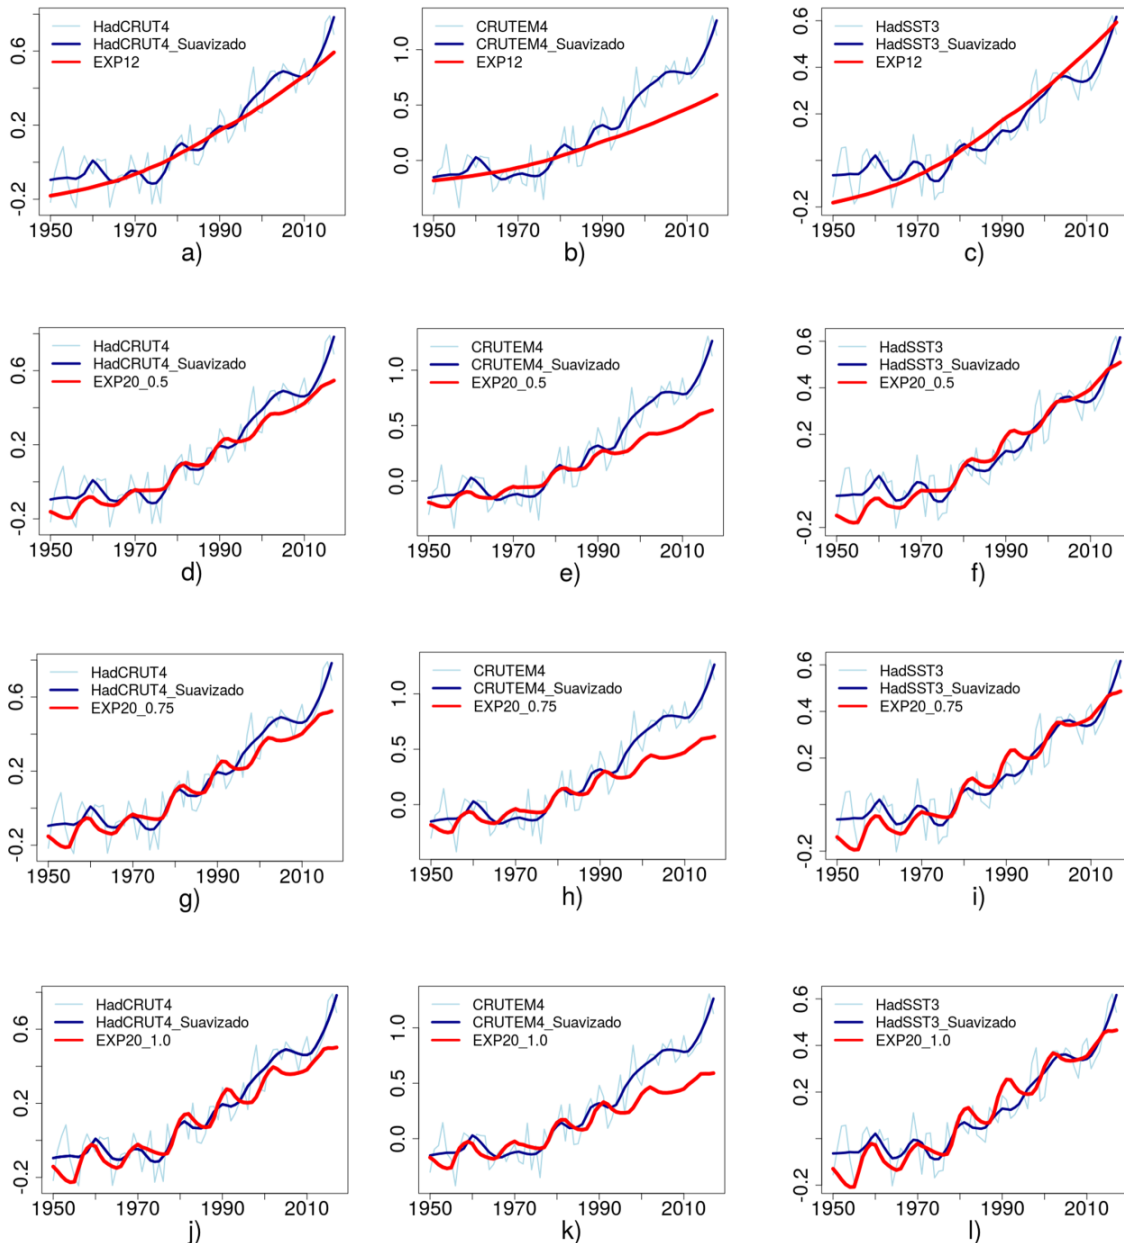 HadCRUT4
HadCRUT4_Suavizado
EXP12
0.6
0.2
-0.2
1950 1970 1990 2010
a)
CRUTEM4
CRUTEM4_Suavizado
EXP12
1.0
0.5
0.0
1950 1970 1990 2010
b)
HadSST3
HadSST3_Suavizado
EXP12
0.6
0.4
0.2
-0.2
1950 1970 1990 2010
c)
HadCRUT4
HadCRUT4_Suavizado
EXP20_0.5
0.6
0.2
-0.2
1950 1970 1990 2010
d)
CRUTEM4
CRUTEM4_Suavizado
EXP20_0.5
1.0
0.5
0.0
1950 1970 1990 2010
e)
HadSST3
HadSST3_Suavizado
EXP20_0.5
0.6
0.4
0.2
-0.2
1950 1970 1990 2010
f)
HadCRUT4
HadCRUT4_Suavizado
EXP20_0.75
0.6
0.2
-0.2
1950 1970 1990 2010
g)
CRUTEM4
CRUTEM4_Suavizado
EXP20_0.75
1.0
0.5
0.0
1950 1970 1990 2010
h)
HadSST3
HadSST3_Suavizado
EXP20_0.75
0.6
0.4
0.2
-0.2
1950 1970 1990 2010
i)
HadCRUT4
HadCRUT4_Suavizado
EXP20_1.0
0.6
0.2
-0.2
1950 1970 1990 2010
j)
CRUTEM4
CRUTEM4_Suavizado
EXP20_1.0
1.0
0.5
0.0
1950 1970 1990 2010
k)
HadSST3
HadSST3_Suavizado
EXP20_1.0
0.6
0.4
0.2
-0.2
1950 1970 1990 2010
l)